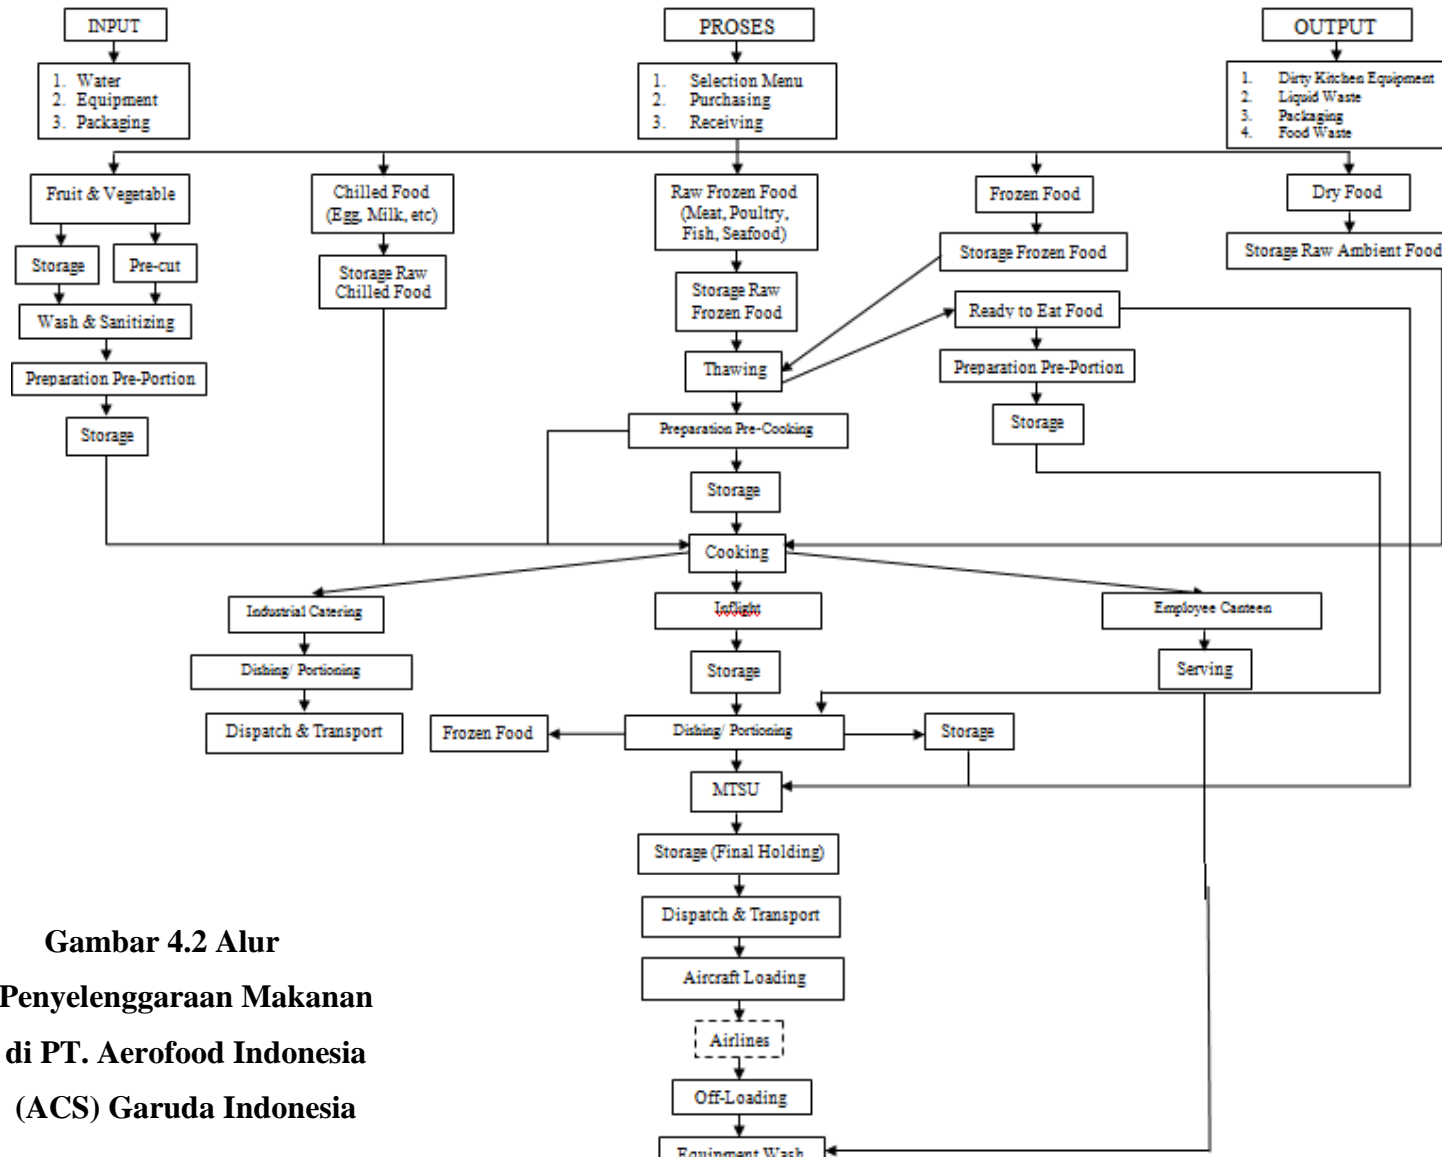 INPUT
PROSES
OUTPUT
1. Water
2. Equipment
3. Packaging
1. Selection Menu
2. Purchasing
3. Receiving
1. Dirty Kitchen Equipment
2. Liquid Waste
3. Packaging
4. Food Waste
Fruit & Vegetable
Chilled Food
(Egg, Milk, etc)
Raw Frozen Food
(Meat, Poultry,
Fish, Seafood)
Frozen Food
Dry Food
Storage
Pre-cut
Storage Raw
Chilled Food
Storage Raw
Frozen Food
Storage Frozen Food
Storage Raw Ambient Food
Wash & Sanitizing
Ready to Eat Food
Preparation Pre-Portion
Thawing
Preparation Pre-Portion
Storage
Preparation Pre-Cooking
Storage
Storage
Cooking
Industrial Catering
Inflight
Employee Canteen
Dishing/ Portioning
Storage
Serving
Dispatch & Transport
Frozen Food
Dishing/ Portioning
Storage
MTSU
Storage (Final Holding)
Dispatch & Transport
Aircraft Loading
Airlines
Off-Loading
Equipment Wash
Gambar 4.2 Alur
Penyelenggaraan Makanan
di PT. Aerofood Indonesia
(ACS) Garuda Indonesia